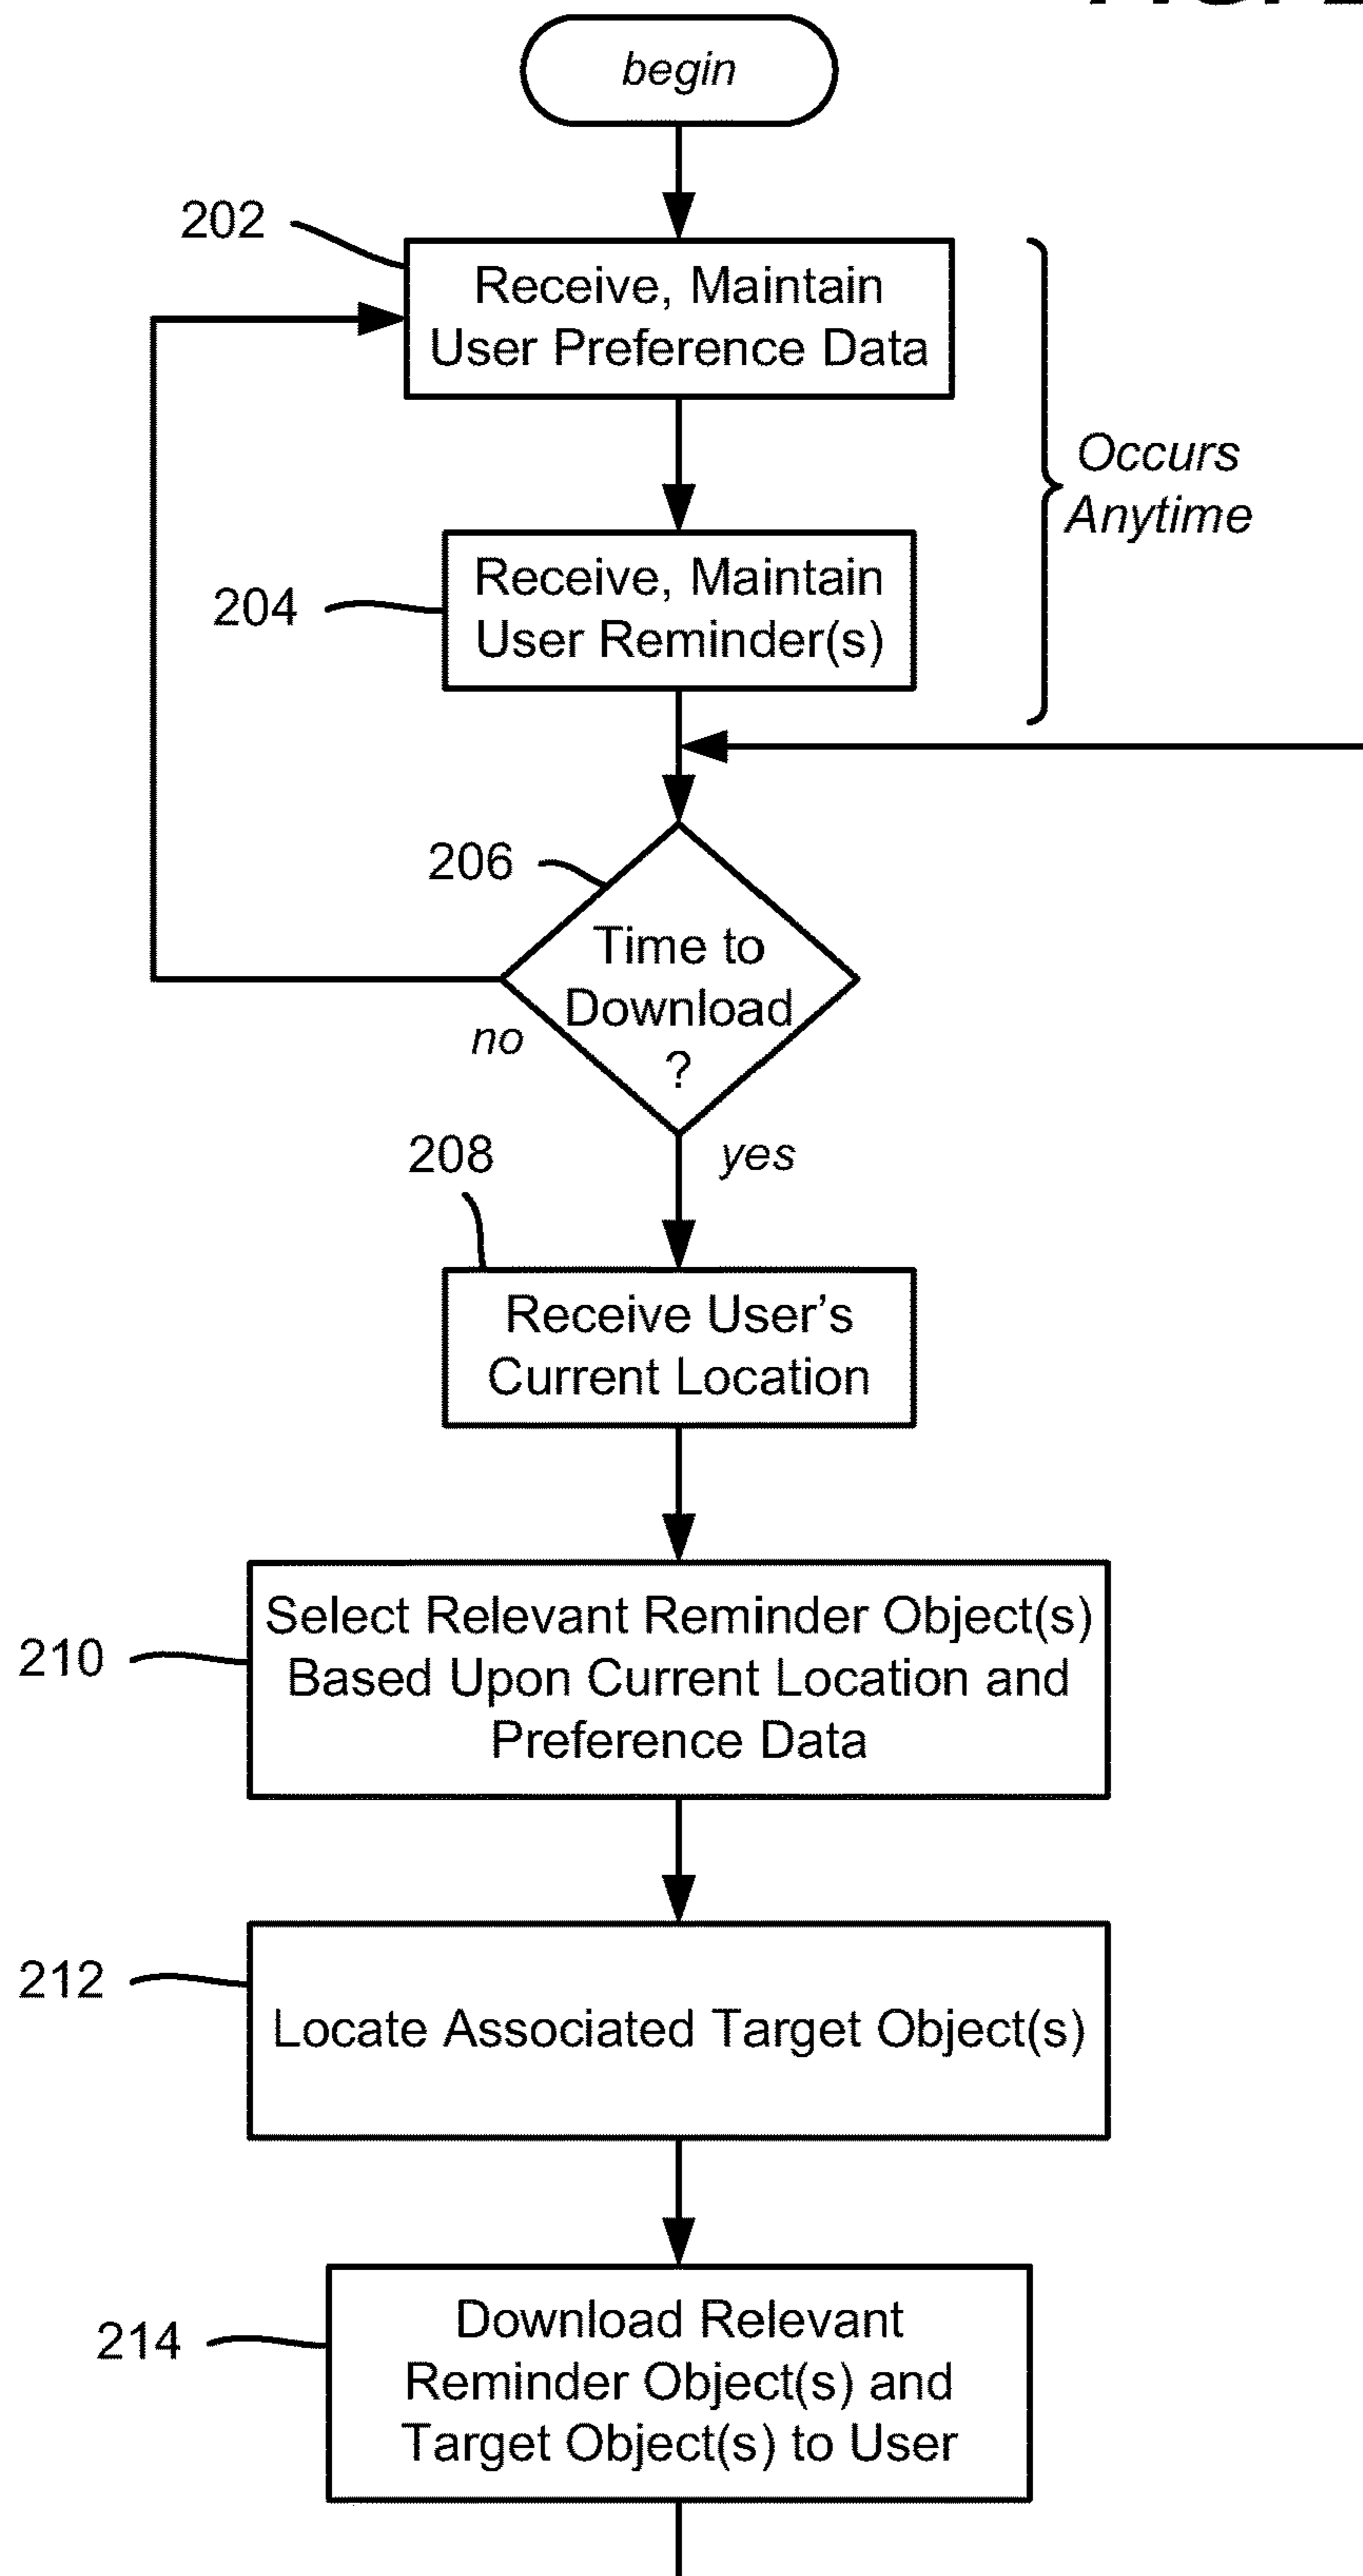 begin
202
Receive, Maintain
User Preference Data
Occurs
Anytime
204
Receive, Maintain
User Reminder(s)
206
Time to
Download
?
no
yes
208
Receive User's
Current Location
210
Select Relevant Reminder Object(s)
Based Upon Current Location and
Preference Data
212
Locate Associated Target Object(s)
214
Download Relevant
Reminder Object(s) and
Target Object(s) to User